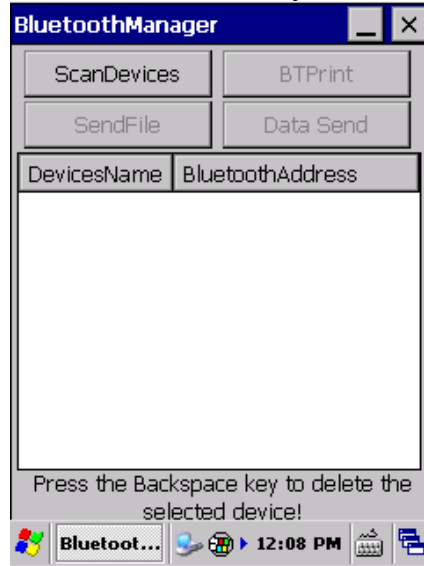 BluetoothManager
ScanDevices BTPrint
SendFile Data Send
DevicesName BluetoothAddress
Press the Backspace key to delete the
selected device!
Bluetoot... 12:08 PM